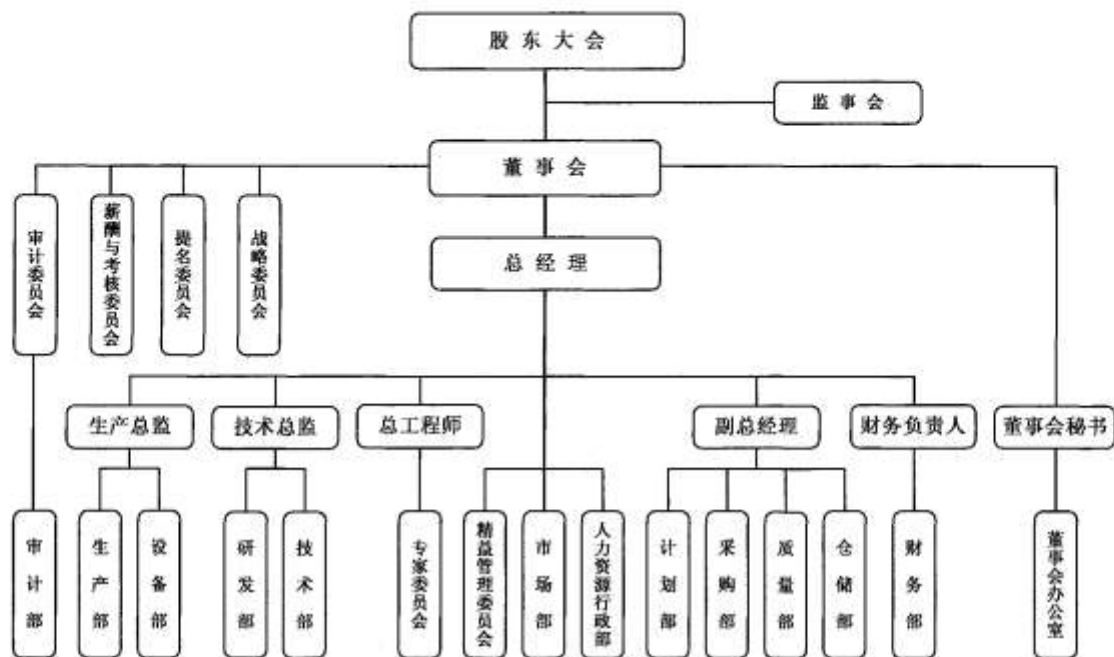 股东大会
监事会
董事会
审计委员会
薪酬与考核委员会
提名委员会
战略委员会
总经理
生产总监
技术总监
总工程师
副总经理
财务负责人
董事会秘书
审计部
生产部
设备部
研发部
技术部
专家委员会
精益管理委员会
市场部
人力资源行政部
计划部
采购部
质量部
仓储部
财务部
董事会办公室